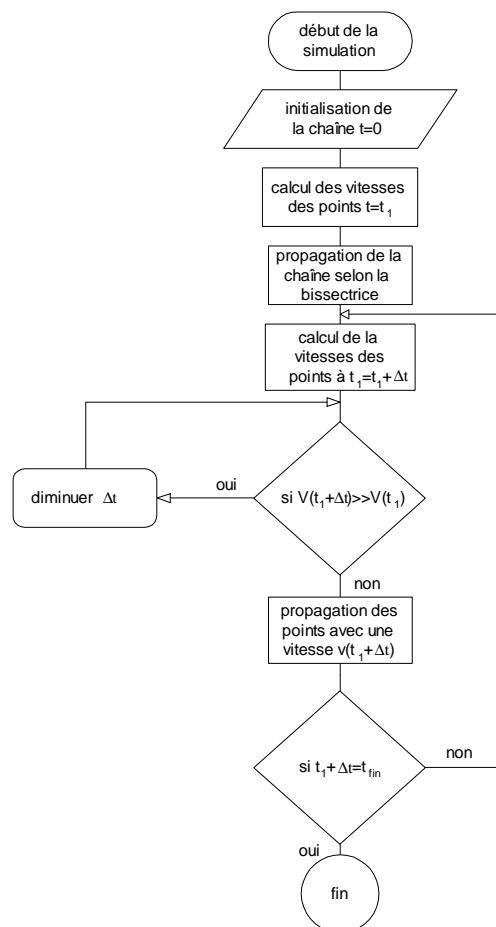 début de la
simulation
initialisation de
la chaîne t=0
calcul des vitesses
des points t=t₁
propagation de la
chaîne selon la
bissectrice
calcul de la
vitesses des
points à t₁=t₁+Δt
oui
diminuer Δt
si V(t₁+Δt)>>V(t₁)
non
propagation des
points avec une
vitesse v(t₁+Δt)
non
si t₁+Δt=t_fin
oui
fin